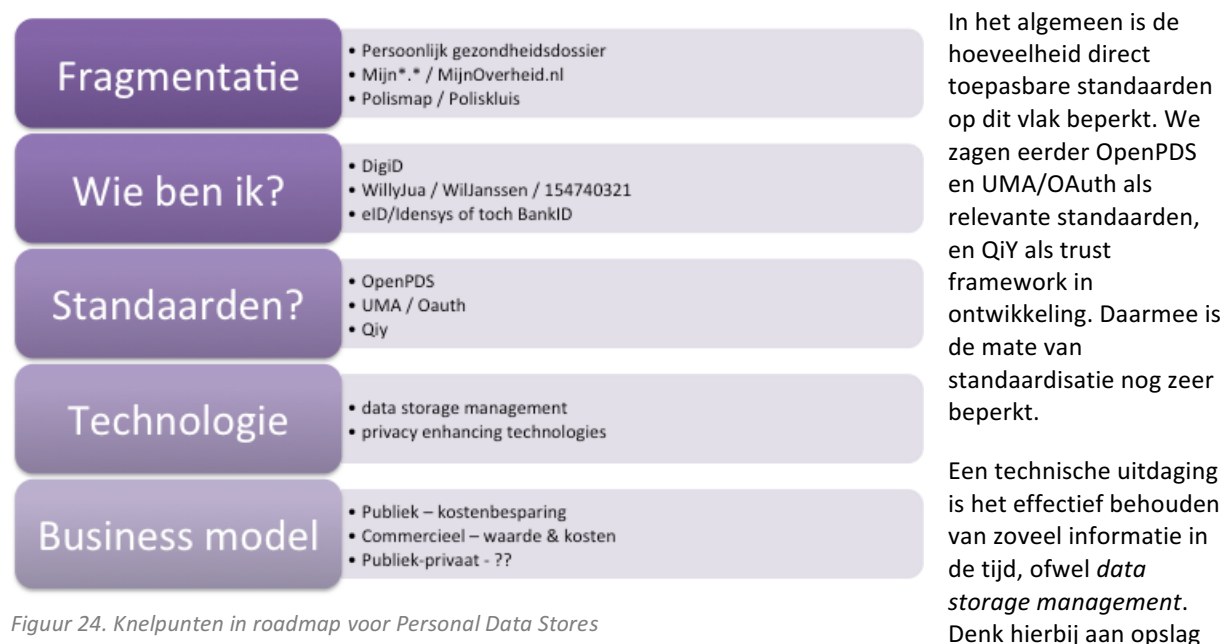 Fragmentatie
• Persoonlijk gezondheidsdossier
• Mijn*.* / MijnOverheid.nl
• Polismap / Poliskluis
Wie ben ik?
• DigiD
• WillyJua / WilJanssen / 154740321
• eID/Idensys of toch BankID
Standaarden?
• OpenPDS
• UMA / Oauth
• Qiy
Technologie
• data storage management
• privacy enhancing technologies
Business model
• Publiek – kostenbesparing
• Commercieel – waarde & kosten
• Publiek-privaat - ??
Figuur 24. Knelpunten in roadmap voor Personal Data Stores
In het algemeen is de
hoeveelheid direct
toepasbare standaarden
op dit vlak beperkt. We
zagen eerder OpenPDS
en UMA/OAuth als
relevante standaarden,
en QiY als trust
framework in
ontwikkeling. Daarmee is
de mate van
standaardisatie nog zeer
beperkt.
Een technische uitdaging
is het effectief behouden
van zoveel informatie in
de tijd, ofwel data
storage management.
Denk hierbij aan opslag